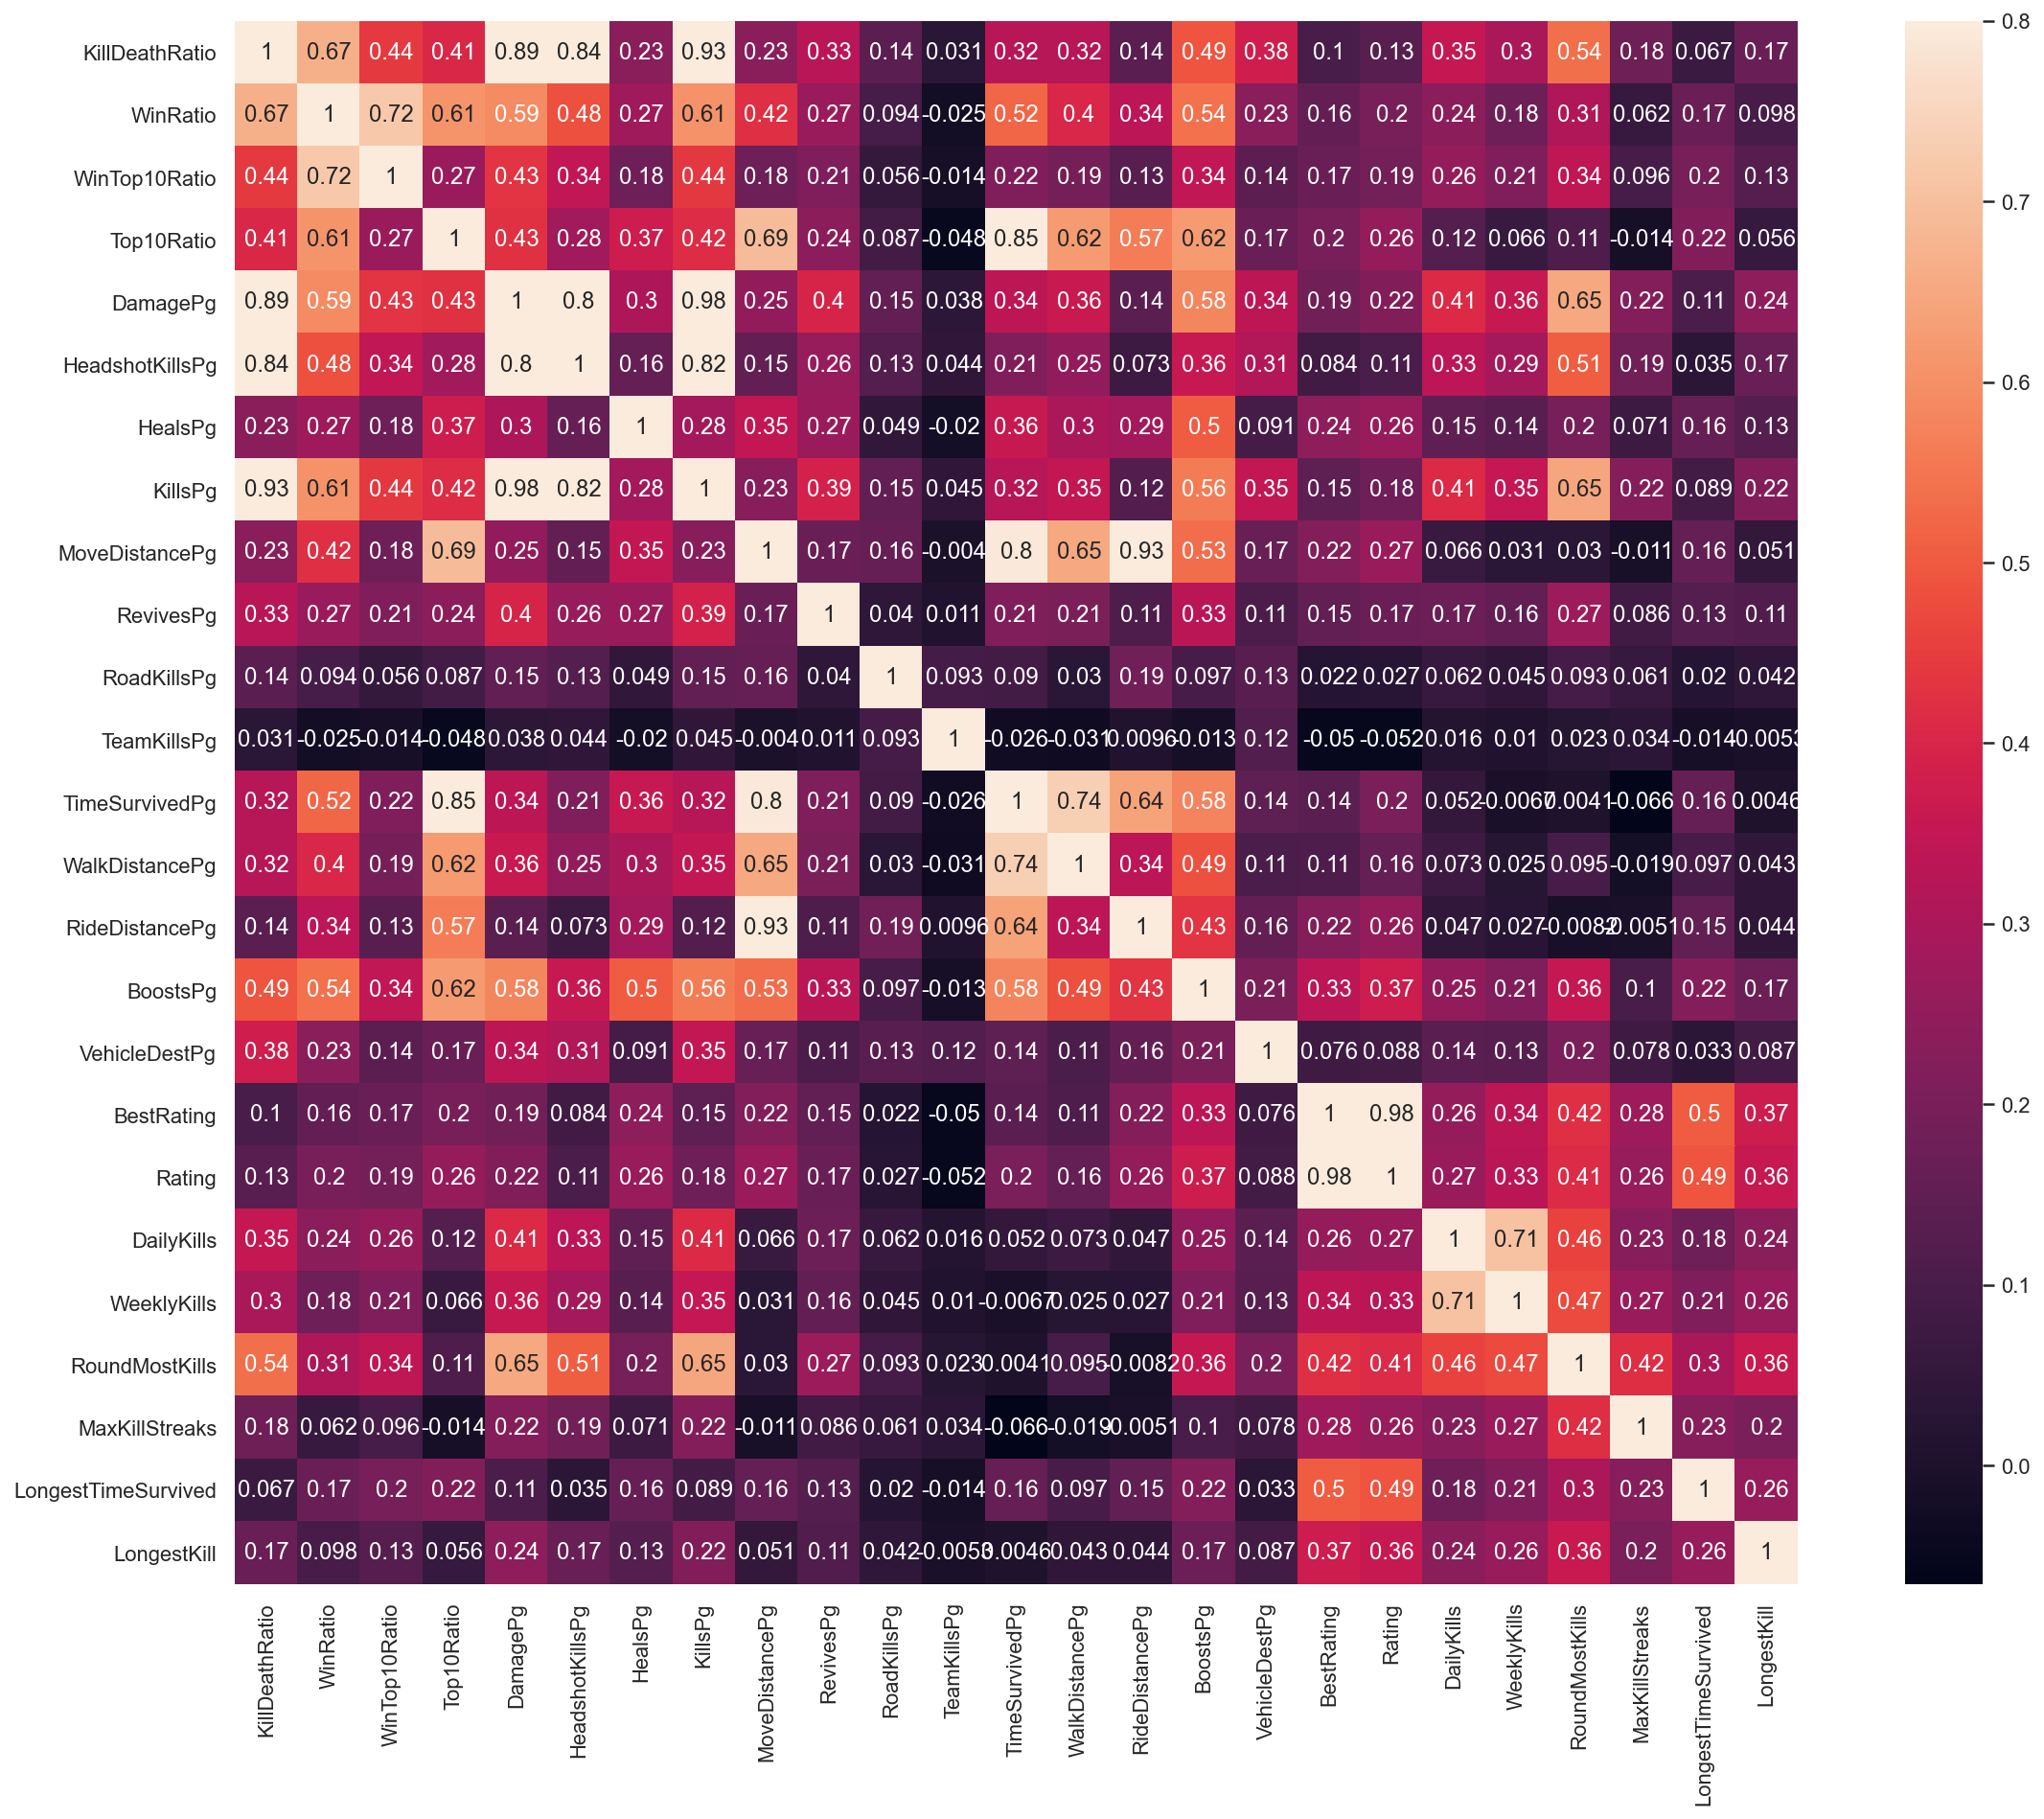 KillDeathRatio 1 0.67 0.44 0.41 0.89 0.84 0.23 0.93 0.23 0.33 0.14 0.031 0.32 0.32 0.14 0.49 0.38 0.1 0.13 0.35 0.3 0.54 0.18 0.067 0.17 0.8
WinRatio 0.67 1 0.72 0.61 0.59 0.48 0.27 0.61 0.42 0.27 0.094 -0.025 0.52 0.4 0.34 0.54 0.23 0.16 0.2 0.24 0.18 0.31 0.062 0.17 0.098
WinTop10Ratio 0.44 0.72 1 0.27 0.43 0.34 0.18 0.44 0.18 0.21 0.056 -0.014 0.22 0.19 0.13 0.34 0.14 0.17 0.19 0.26 0.21 0.34 0.096 0.2 0.13
0.7
Top10Ratio 0.41 0.61 0.27 1 0.43 0.28 0.37 0.42 0.69 0.24 0.087 -0.048 0.85 0.62 0.57 0.62 0.17 0.2 0.26 0.12 0.066 0.11 -0.014 0.22 0.056
DamagePg 0.89 0.59 0.43 0.43 1 0.8 0.3 0.98 0.25 0.4 0.15 0.038 0.34 0.36 0.14 0.58 0.34 0.19 0.22 0.41 0.36 0.65 0.22 0.11 0.24
HeadshotKillsPg 0.84 0.48 0.34 0.28 0.8 1 0.16 0.82 0.15 0.26 0.13 0.044 0.21 0.25 0.073 0.36 0.31 0.084 0.11 0.33 0.29 0.51 0.19 0.035 0.17
0.6
HealsPg 0.23 0.27 0.18 0.37 0.3 0.16 1 0.28 0.35 0.27 0.049 -0.02 0.36 0.3 0.29 0.5 0.091 0.24 0.26 0.15 0.14 0.2 0.071 0.16 0.13
KillsPg 0.93 0.61 0.44 0.42 0.98 0.82 0.28 1 0.23 0.39 0.15 0.045 0.32 0.35 0.12 0.56 0.35 0.15 0.18 0.41 0.35 0.65 0.22 0.089 0.22
MoveDistancePg 0.23 0.42 0.18 0.69 0.25 0.15 0.35 0.23 1 0.17 0.16 -0.004 0.8 0.65 0.93 0.53 0.17 0.22 0.27 0.066 0.031 0.03 -0.011 0.16 0.051
0.5
RevivesPg 0.33 0.27 0.21 0.24 0.4 0.26 0.27 0.39 0.17 1 0.04 0.011 0.21 0.21 0.11 0.33 0.11 0.15 0.17 0.17 0.16 0.27 0.086 0.13 0.11
RoadKillsPg 0.14 0.094 0.056 0.087 0.15 0.13 0.049 0.15 0.16 0.04 1 0.093 0.09 0.03 0.19 0.097 0.13 0.022 0.027 0.062 0.045 0.093 0.061 0.02 0.042
TeamKillsPg 0.031 -0.025 -0.014 -0.048 0.038 0.044 -0.02 0.045 -0.004 0.011 0.093 1 -0.026 -0.031 0.0096 -0.013 0.12 -0.05 -0.052 0.016 0.01 0.023 0.034 -0.014 -0.0053
0.4
TimeSurvivedPg 0.32 0.52 0.22 0.85 0.34 0.21 0.36 0.32 0.8 0.21 0.09 -0.026 1 0.74 0.64 0.58 0.14 0.14 0.2 0.052 -0.0067 0.0041 -0.066 0.16 0.0046
WalkDistancePg 0.32 0.4 0.19 0.62 0.36 0.25 0.3 0.35 0.65 0.21 0.03 -0.031 0.74 1 0.34 0.49 0.11 0.11 0.16 0.073 0.025 0.095 -0.019 0.097 0.043
0.3
RideDistancePg 0.14 0.34 0.13 0.57 0.14 0.073 0.29 0.12 0.93 0.11 0.19 0.0096 0.64 0.34 1 0.43 0.16 0.22 0.26 0.047 0.027 -0.0082 -0.0051 0.15 0.044
BoostsPg 0.49 0.54 0.34 0.62 0.58 0.36 0.5 0.56 0.53 0.33 0.097 -0.013 0.58 0.49 0.43 1 0.21 0.33 0.37 0.25 0.21 0.36 0.1 0.22 0.17
VehicleDestPg 0.38 0.23 0.14 0.17 0.34 0.31 0.091 0.35 0.17 0.11 0.13 0.12 0.14 0.11 0.16 0.21 1 0.076 0.088 0.14 0.13 0.2 0.078 0.033 0.087
0.2
BestRating 0.1 0.16 0.17 0.2 0.19 0.084 0.24 0.15 0.22 0.15 0.022 -0.05 0.14 0.11 0.22 0.33 0.076 1 0.98 0.26 0.34 0.42 0.28 0.5 0.37
Rating 0.13 0.2 0.19 0.26 0.22 0.11 0.26 0.18 0.27 0.17 0.027 -0.052 0.2 0.16 0.26 0.37 0.088 0.98 1 0.27 0.33 0.41 0.26 0.49 0.36
DailyKills 0.35 0.24 0.26 0.12 0.41 0.33 0.15 0.41 0.066 0.17 0.062 0.016 0.052 0.073 0.047 0.25 0.14 0.26 0.27 1 0.71 0.46 0.23 0.18 0.24
0.1
WeeklyKills 0.3 0.18 0.21 0.066 0.36 0.29 0.14 0.35 0.031 0.16 0.045 0.01 -0.0067 0.025 0.027 0.21 0.13 0.34 0.33 0.71 1 0.47 0.27 0.21 0.26
RoundMostKills 0.54 0.31 0.34 0.11 0.65 0.51 0.2 0.65 0.03 0.27 0.093 0.023 0.0041 0.095 -0.0082 0.36 0.2 0.42 0.41 0.46 0.47 1 0.42 0.3 0.36
MaxKillStreaks 0.18 0.062 0.096 -0.014 0.22 0.19 0.071 0.22 -0.011 0.086 0.061 0.034 -0.066 -0.019 -0.0051 0.1 0.078 0.28 0.26 0.23 0.27 0.42 1 0.23 0.2
0.0
LongestTimeSurvived 0.067 0.17 0.2 0.22 0.11 0.035 0.16 0.089 0.16 0.13 0.02 -0.014 0.16 0.097 0.15 0.22 0.033 0.5 0.49 0.18 0.21 0.3 0.23 1 0.26
LongestKill 0.17 0.098 0.13 0.056 0.24 0.17 0.13 0.22 0.051 0.11 0.042 -0.0053 0.0046 0.043 0.044 0.17 0.087 0.37 0.36 0.24 0.26 0.36 0.2 0.26 1
KillDeathRatio
WinRatio
WinTop10Ratio
Top10Ratio
DamagePg
HeadshotKillsPg
HealsPg
KillsPg
MoveDistancePg
RevivesPg
RoadKillsPg
TeamKillsPg
TimeSurvivedPg
WalkDistancePg
RideDistancePg
BoostsPg
VehicleDestPg
BestRating
Rating
DailyKills
WeeklyKills
RoundMostKills
MaxKillStreaks
LongestTimeSurvived
LongestKill